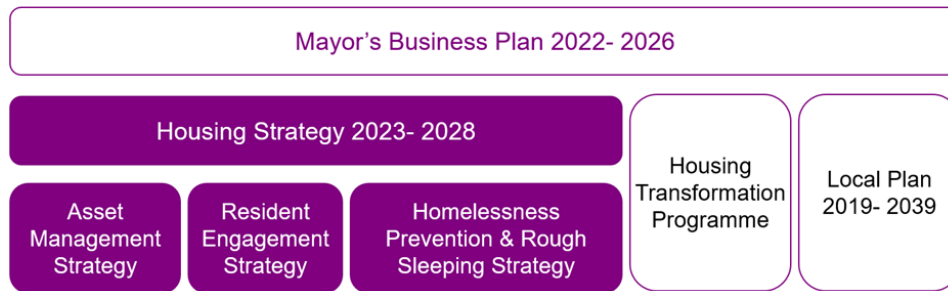 Mayor’s Business Plan 2022- 2026
Housing Strategy 2023- 2028
Housing
Transformation
Programme
Local Plan
2019- 2039
Asset
Management
Strategy
Resident
Engagement
Strategy
Homelessness
Prevention & Rough
Sleeping Strategy